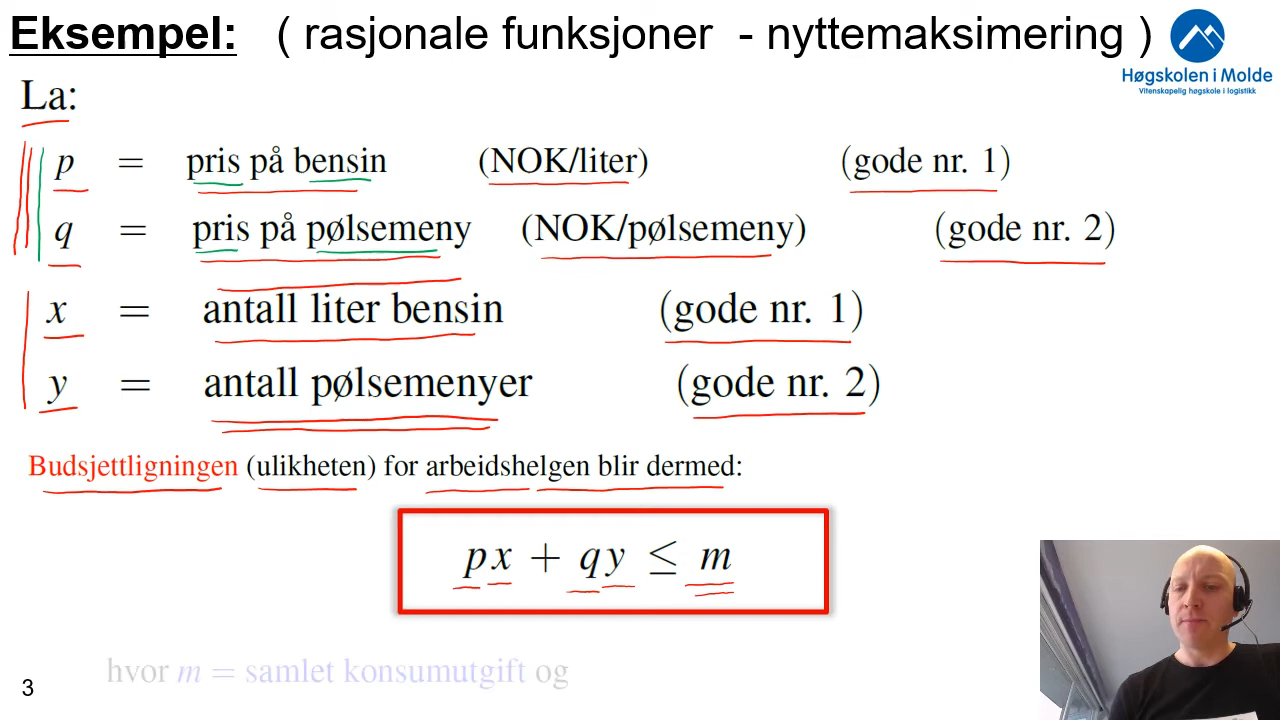 Eksempel: ( rasjonale funksjoner - nyttemaksimering )
Høgskolen i Molde
Vitenskapelig høgskole i logistikk
La:
p = pris på bensin (NOK/liter) (gode nr. 1)
q = pris på pølsemeny (NOK/pølsemeny) (gode nr. 2)
x = antall liter bensin (gode nr. 1)
y = antall pølsemenyer (gode nr. 2)
Budsjettligningen (ulikheten) for arbeidshelgen blir dermed:
px + qy ≤ m
hvor m = samlet konsumutgift og
3